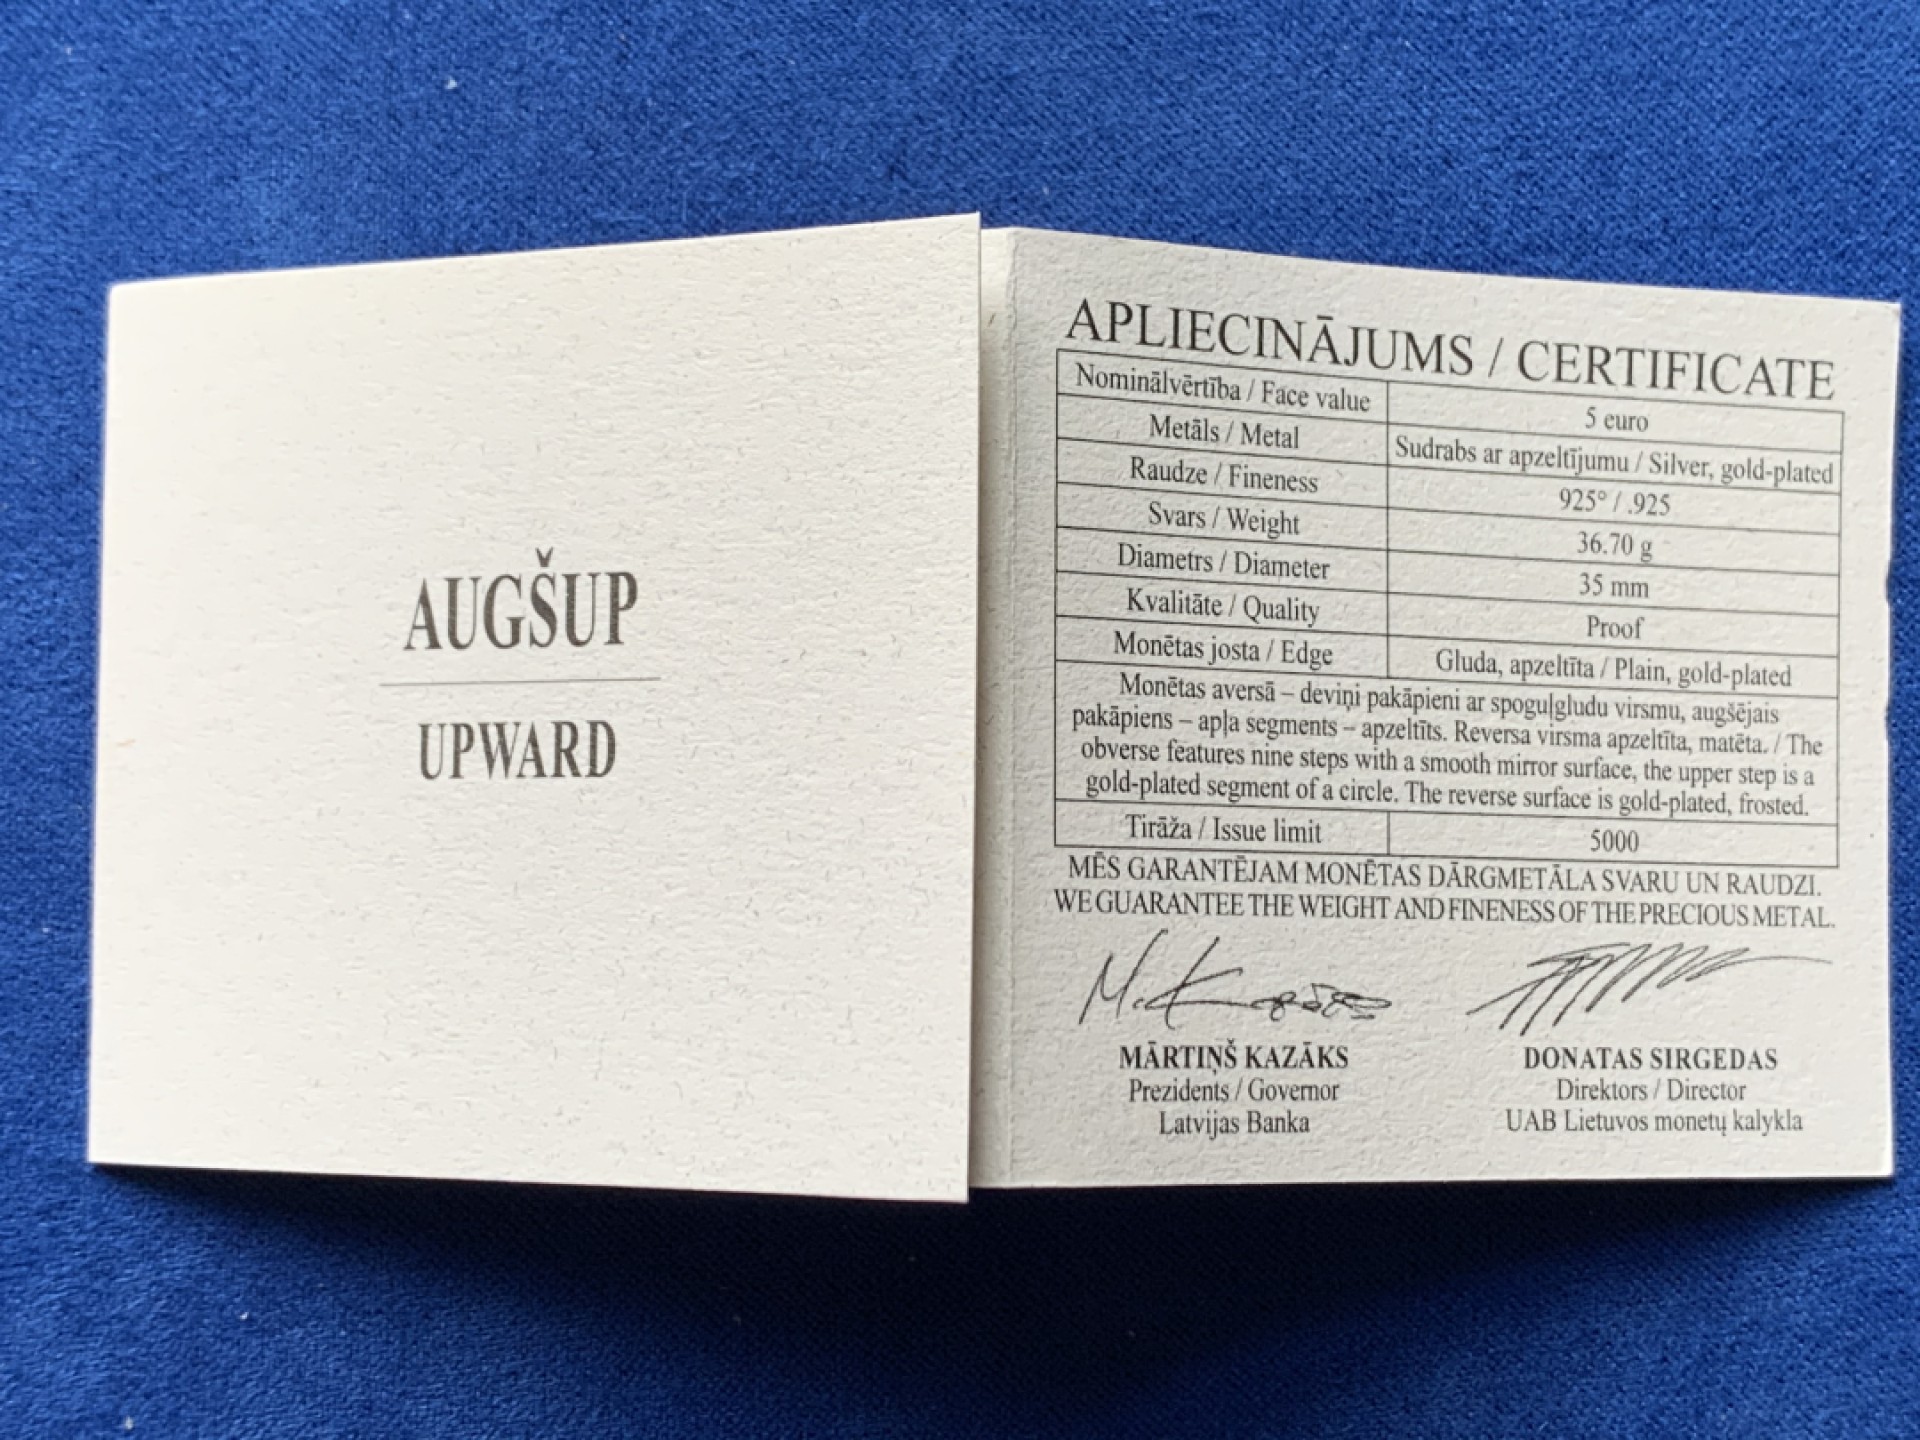 AUGŠUP
UPWARD
APLIECINĀJUMS / CERTIFICATE
Nominālvērtība / Face value 5 euro
Metāls / Metal Sudrabs ar apzeltījumu / Silver, gold-plated
Raudze / Fineness 925° / .925
Svars / Weight 36.70 g
Diametrs / Diameter 35 mm
Kvalitāte / Quality Proof
Monētas josta / Edge Gluda, apzeltīta / Plain, gold-plated
Monētas aversā – deviņi pakāpieni ar spoguļgludu virsmu, augšējais
pakāpiens – apļa segments – apzeltīts. Reversa virsma apzeltīta, matēta. / The
obverse features nine steps with a smooth mirror surface, the upper step is a
gold-plated segment of a circle. The reverse surface is gold-plated, frosted.
Tirāža / Issue limit 5000
MĒS GARANTĒJAM MONĒTAS DĀRGMETĀLA SVARU UN RAUDZI.
WE GUARANTEE THE WEIGHT AND FINENESS OF THE PRECIOUS METAL.
MĀRTIŅŠ KAZĀKS
Prezidents / Governor
Latvijas Banka
DONATAS SIRGEDAS
Direktors / Director
UAB Lietuvos monetų kalykla